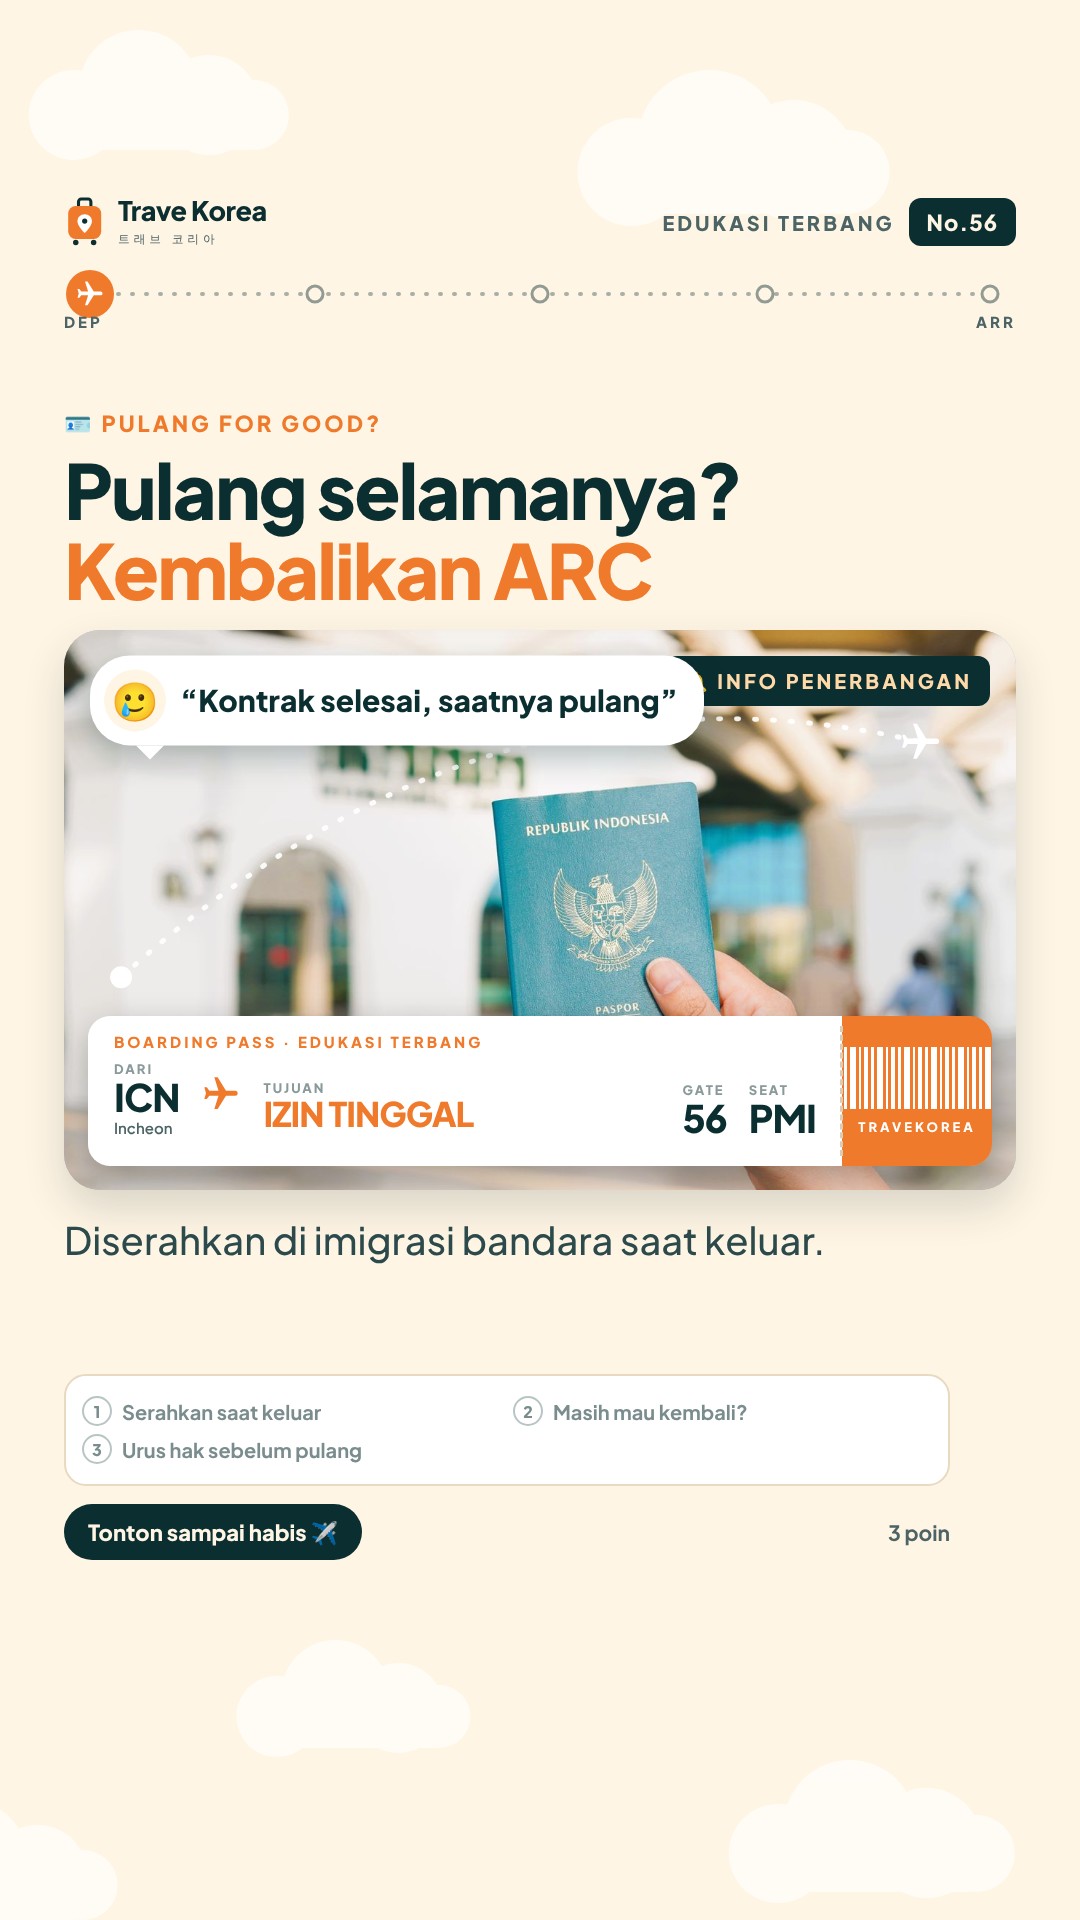 Trave Korea
트래브 코리아
EDUKASI TERBANG
No.56
DEP
ARR
PULANG FOR GOOD?
Pulang selamanya?
Kembalikan ARC
“Kontrak selesai, saatnya pulang”
INFO PENERBANGAN
REPUBLIK INDONESIA
PASPOR
BOARDING PASS · EDUKASI TERBANG
DARI
ICN
Incheon
TUJUAN
IZIN TINGGAL
GATE
56
SEAT
PMI
TRAVEKOREA
Diserahkan di imigrasi bandara saat keluar.
1 Serahkan saat keluar
2 Masih mau kembali?
3 Urus hak sebelum pulang
Tonton sampai habis ✈️
3 poin